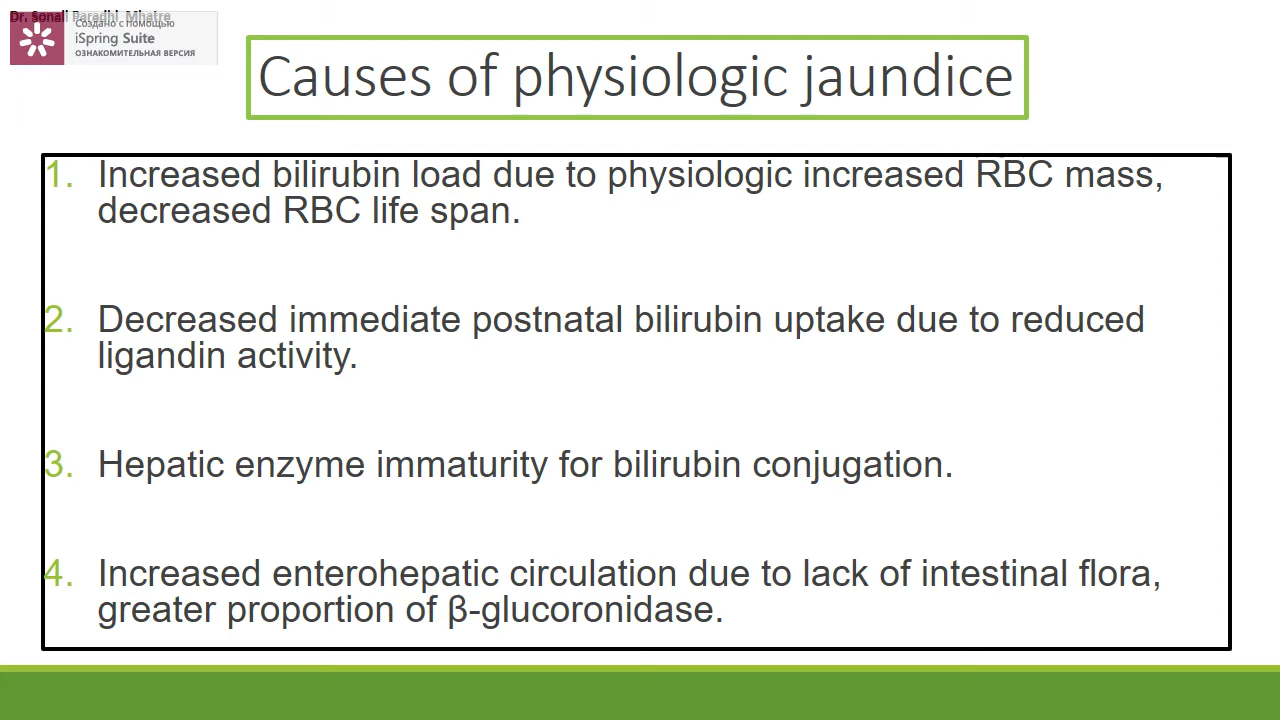 Dr. Sonali Paradhi Mhatre
Создано с помощью
iSpring Suite
ОЗНАКОМИТЕЛЬНАЯ ВЕРСИЯ
Causes of physiologic jaundice
1. Increased bilirubin load due to physiologic increased RBC mass,
decreased RBC life span.
2. Decreased immediate postnatal bilirubin uptake due to reduced
ligandin activity.
3. Hepatic enzyme immaturity for bilirubin conjugation.
4. Increased enterohepatic circulation due to lack of intestinal flora,
greater proportion of β-glucoronidase.